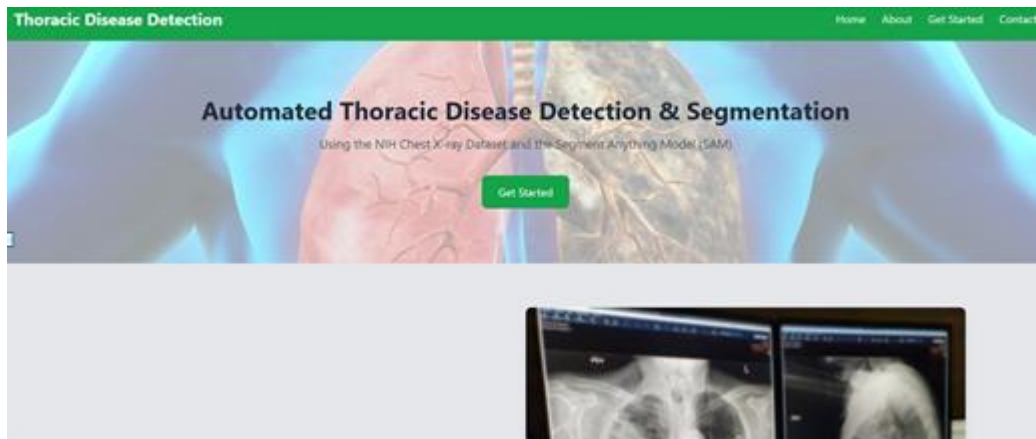 Thoracic Disease Detection
Home About Get Started Contact
Automated Thoracic Disease Detection & Segmentation
Using the NIH Chest X-ray Dataset and the Segment Anything Model (SAM)
Get Started
L